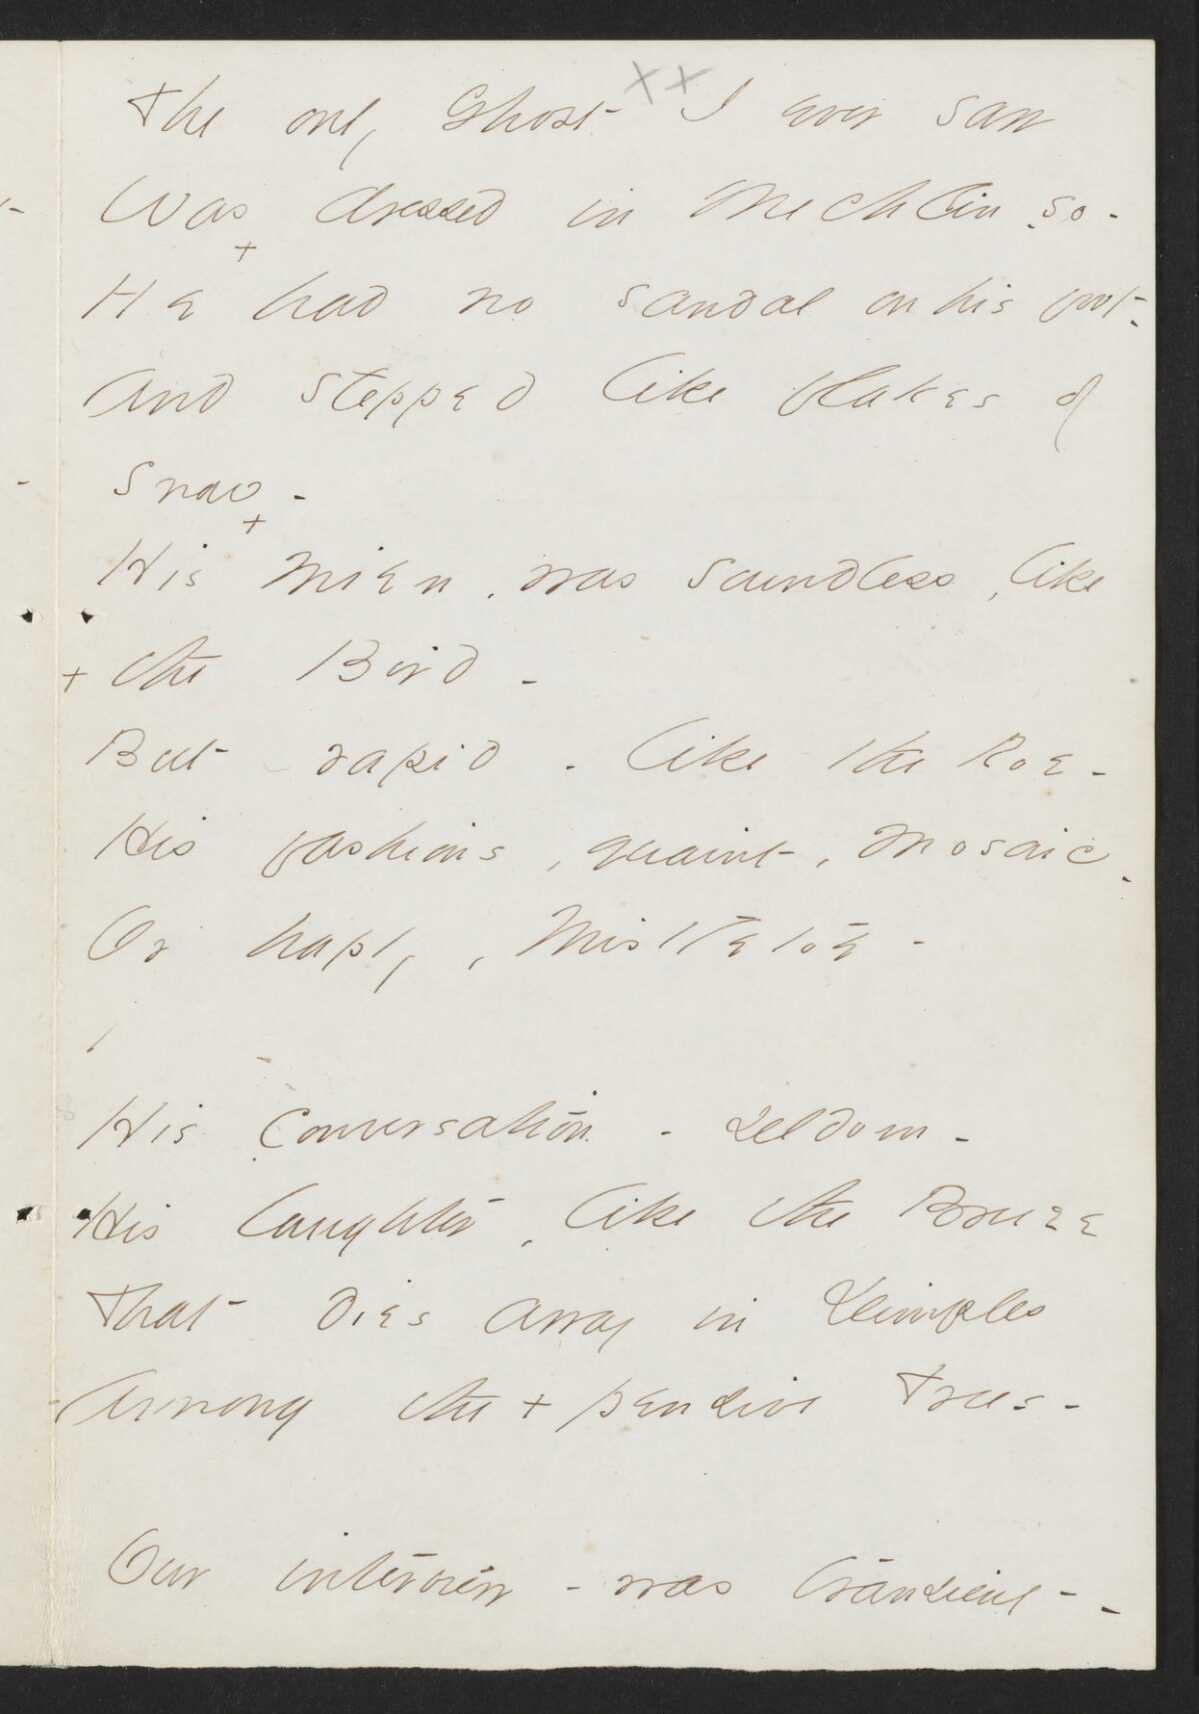 The only Ghost I ever saw
Was dressed in Mechlin, so -
He had no sandal on his foot -
And stepped like flakes of
snow -
His Mien, was soundless, like
the Bird -
But rapid - like the Roe -
His fashions, quaint, Mosaic -
Or haply, Mistletoe -
His conversation - seldom -
His laughter, like the Breeze
That dies away in Dimples
Among the + pensive Trees -
Our interview - was transient -